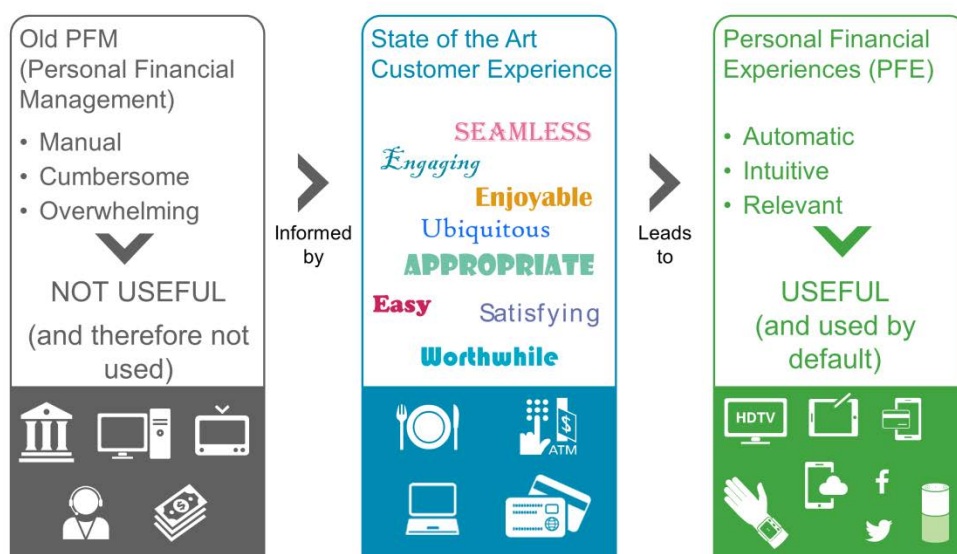 Old PFM
(Personal Financial
Management)
• Manual
• Cumbersome
• Overwhelming
NOT USEFUL
(and therefore not
used)
Informed
by
State of the Art
Customer Experience
SEAMLESS
Engaging
Enjoyable
Ubiquitous
APPROPRIATE
Easy
Satisfying
Worthwhile
$
ATM
Leads
to
Personal Financial
Experiences (PFE)
• Automatic
• Intuitive
• Relevant
USEFUL
(and used by
default)
HDTV